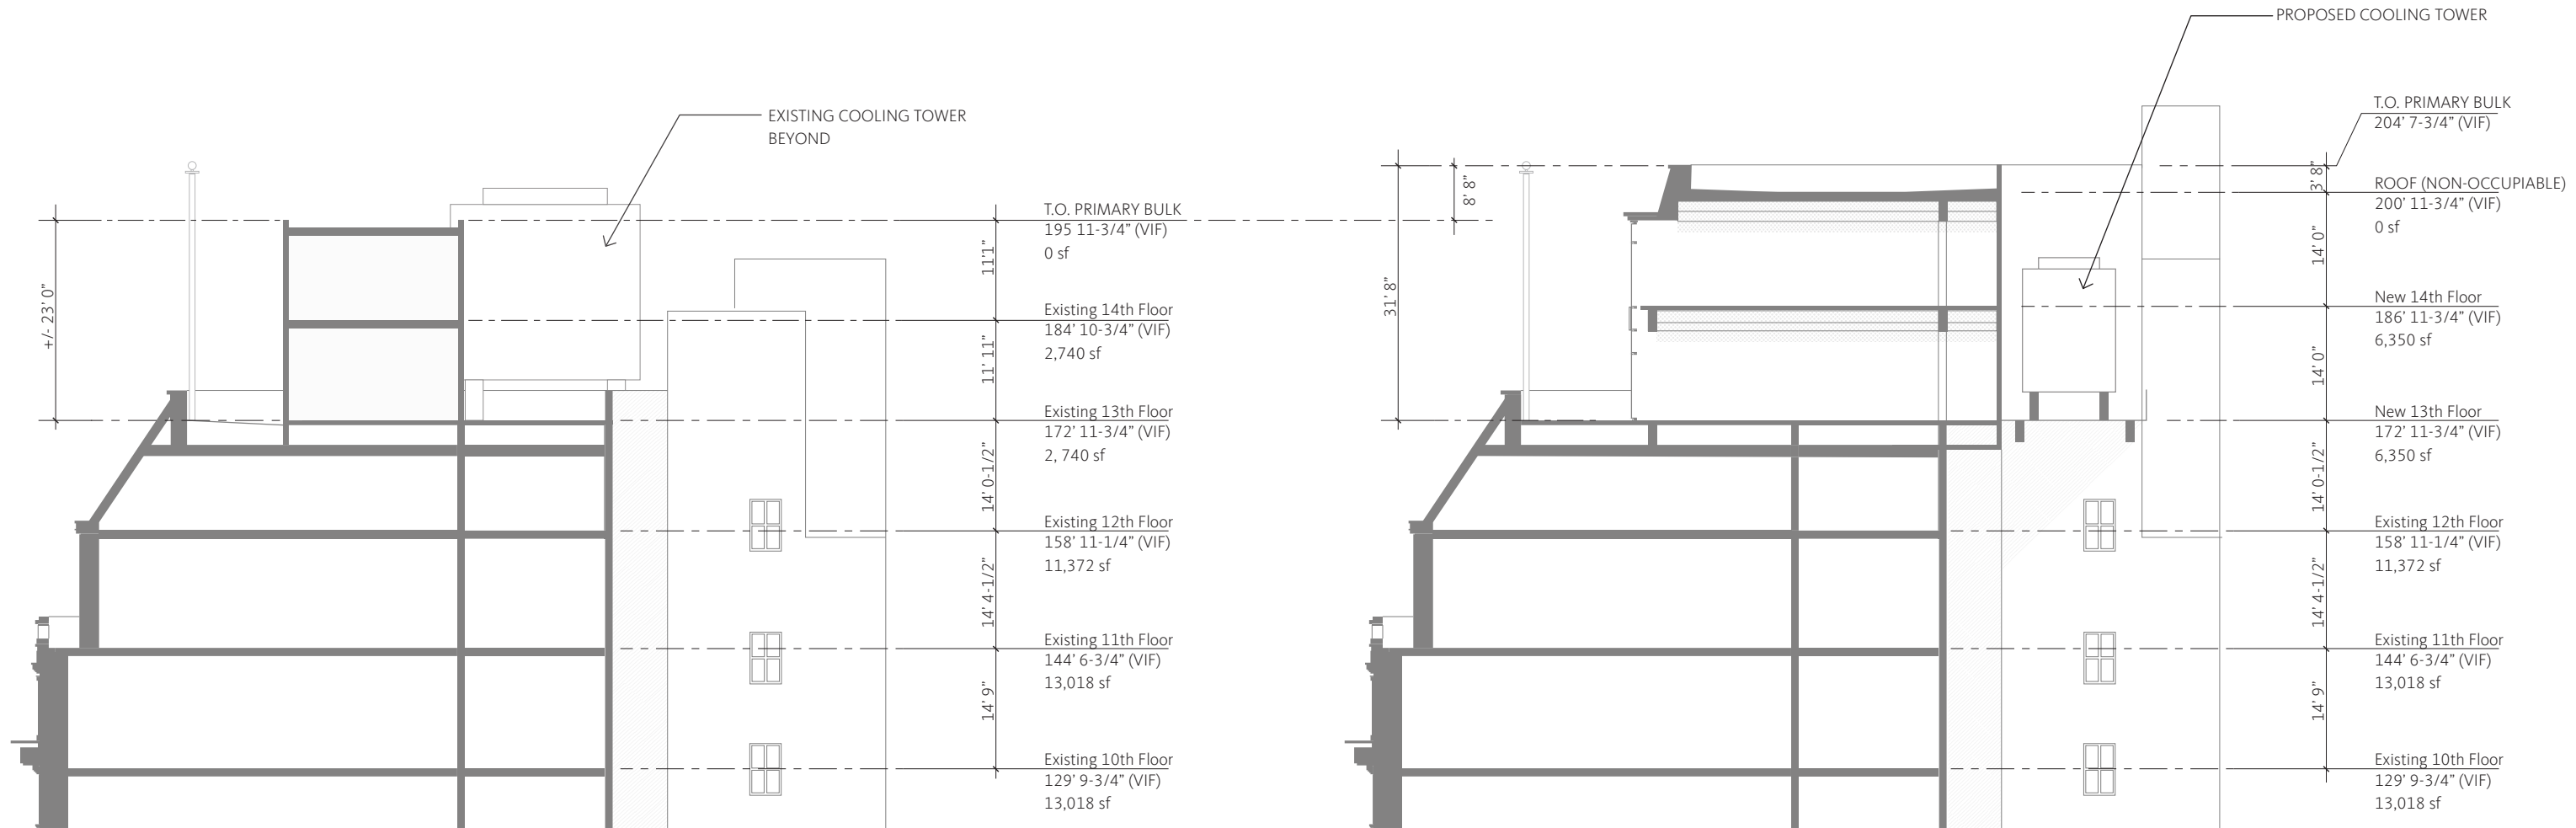 EXISTING COOLING TOWER
BEYOND
+/- 23' 0"
T.O. PRIMARY BULK
195 11-3/4" (VIF)
0 sf
11'1"
Existing 14th Floor
184' 10-3/4" (VIF)
2,740 sf
11' 11"
Existing 13th Floor
172' 11-3/4" (VIF)
2, 740 sf
14' 0-1/2"
Existing 12th Floor
158' 11-1/4" (VIF)
11,372 sf
14' 4-1/2"
Existing 11th Floor
144' 6-3/4" (VIF)
13,018 sf
14' 9"
Existing 10th Floor
129' 9-3/4" (VIF)
13,018 sf
PROPOSED COOLING TOWER
31' 8"
8' 8"
T.O. PRIMARY BULK
204' 7-3/4" (VIF)
3' 8"
ROOF (NON-OCCUPIABLE)
200' 11-3/4" (VIF)
0 sf
14' 0"
New 14th Floor
186' 11-3/4" (VIF)
6,350 sf
14' 0"
New 13th Floor
172' 11-3/4" (VIF)
6,350 sf
14' 0-1/2"
Existing 12th Floor
158' 11-1/4" (VIF)
11,372 sf
14' 4-1/2"
Existing 11th Floor
144' 6-3/4" (VIF)
13,018 sf
14' 9"
Existing 10th Floor
129' 9-3/4" (VIF)
13,018 sf